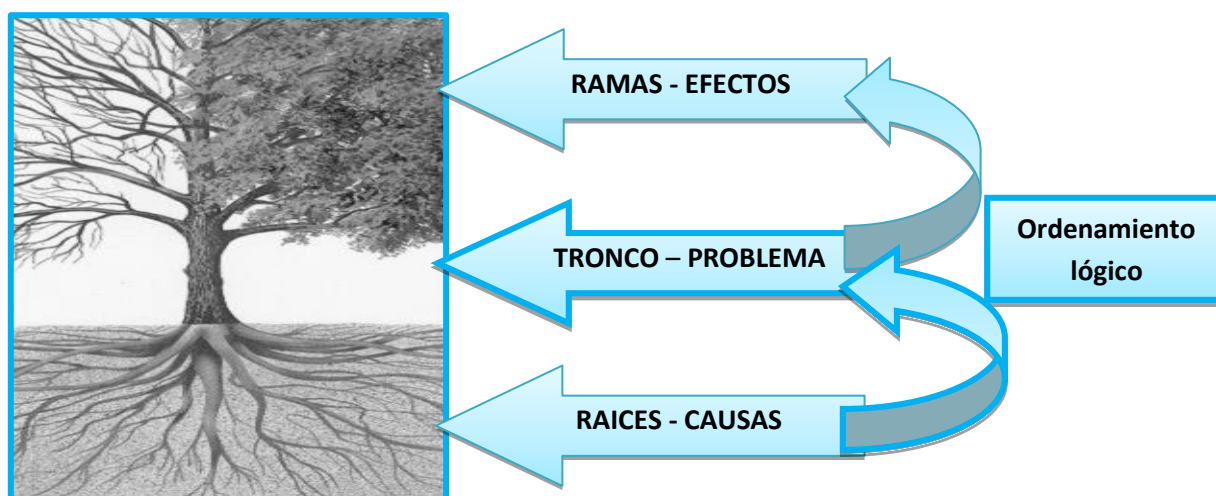 RAMAS - EFECTOS
TRONCO – PROBLEMA
Ordenamiento
lógico
RAICES - CAUSAS